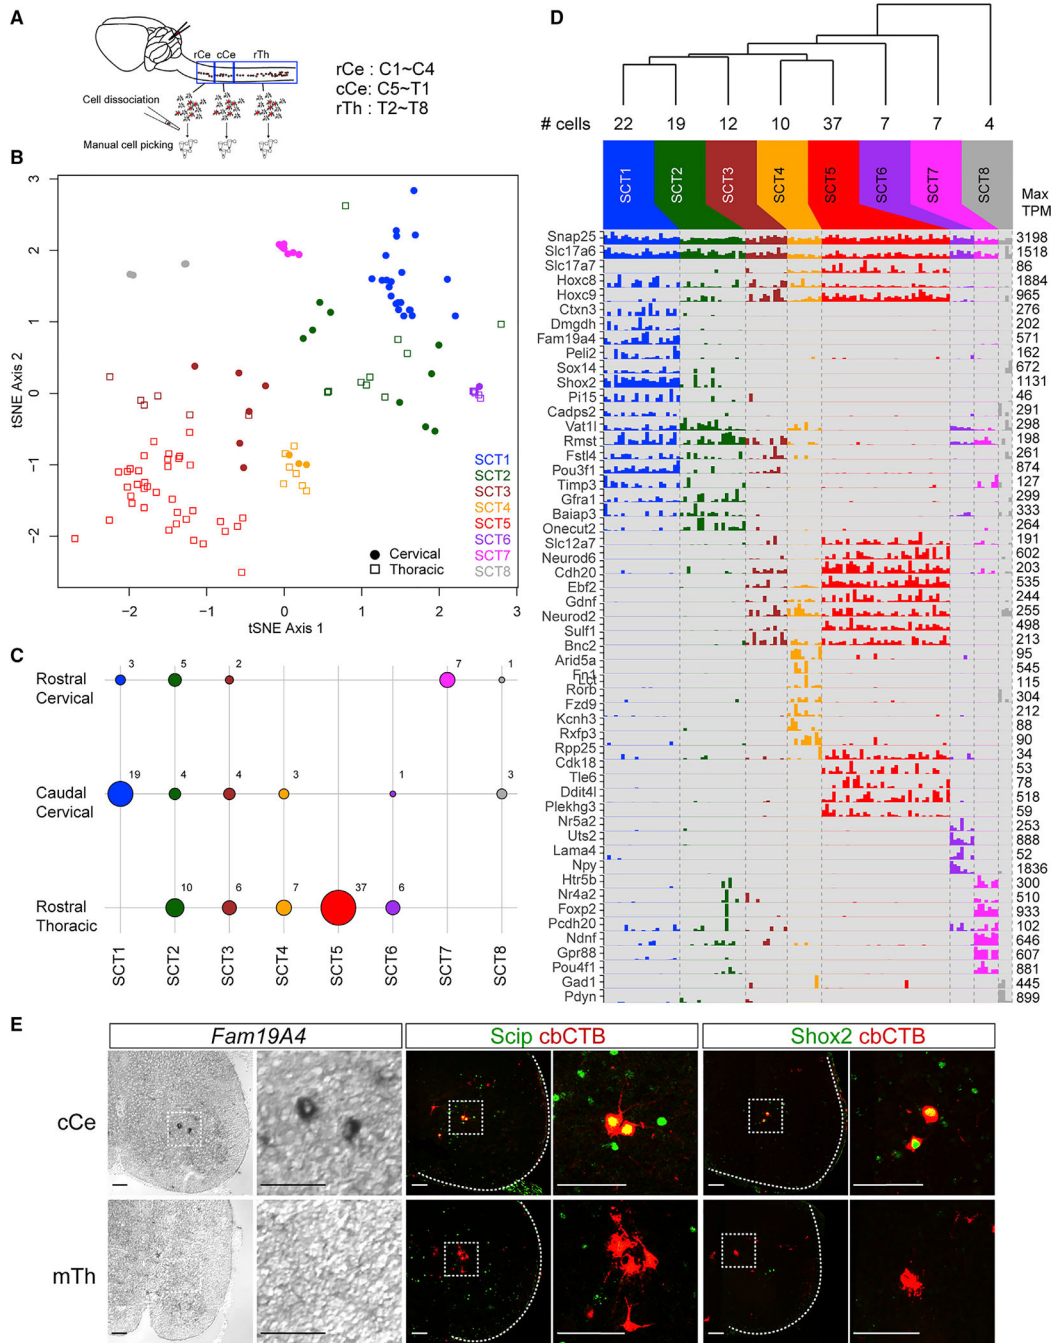 A
rCe cCe rTh
Cell dissociation
Manual cell picking
rCe : C1~C4
cCe: C5~T1
rTh : T2~T8
B
tSNE Axis 2
3
2
1
0
−1
−2
−2 −1 0 1 2 3
tSNE Axis 1
SCT1
SCT2
SCT3
SCT4
SCT5
SCT6
SCT7
SCT8
Cervical
Thoracic
C
Rostral
Cervical
3 5 2 7 1
Caudal
Cervical
19 4 4 3 1 3
Rostral
Thoracic
10 6 7 37 6
SCT1 SCT2 SCT3 SCT4 SCT5 SCT6 SCT7 SCT8
D
# cells 22 19 12 10 37 7 7 4
SCT1 SCT2 SCT3 SCT4 SCT5 SCT6 SCT7 SCT8
Max
TPM
Snap25 3198
Slc17a6 1518
Slc17a7 86
Hoxc8 1884
Hoxc9 965
Ctxn3 276
Dmgdh 202
Fam19a4 571
Peli2 162
Sox14 672
Shox2 1131
Pi15 46
Cadps2 291
Vat1l 298
Rmst 198
Fstl4 261
Pou3f1 874
Timp3 127
Gfra1 299
Baiap3 333
Onecut2 264
Slc12a7 191
Neurod6 602
Cdh20 203
Ebf2 535
Gdnf 244
Neurod2 255
Sulf1 498
Bnc2 213
Arid5a 95
Fn1 545
Lct 115
Rorb 304
Fzd9 212
Kcnh3 88
Rxfp3 90
Rpp25 34
Cdk18 53
Tle6 78
Ddit4l 518
Plekhg3 59
Nr5a2 253
Uts2 888
Lama4 52
Npy 1836
Htr5b 300
Nr4a2 510
Foxp2 933
Pcdh20 102
Ndnf 646
Gpr88 607
Pou4f1 881
Gad1 445
Pdyn 899
E
Fam19A4 Scip cbCTB Shox2 cbCTB
cCe
mTh